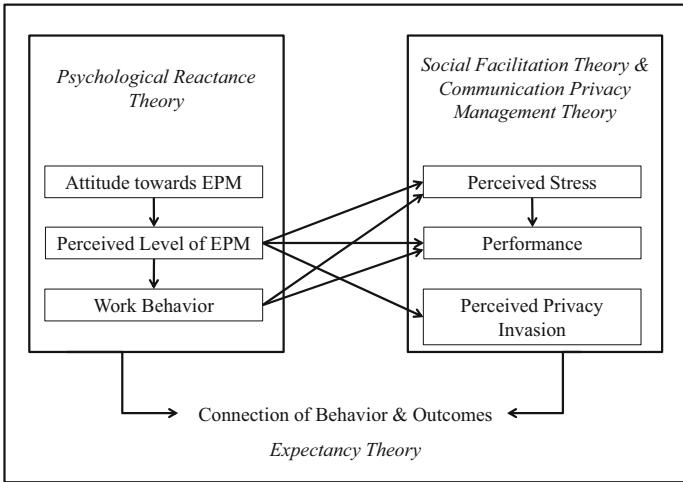 Psychological Reactance
Theory
Attitude towards EPM
Perceived Level of EPM
Work Behavior
Social Facilitation Theory &
Communication Privacy
Management Theory
Perceived Stress
Performance
Perceived Privacy
Invasion
Connection of Behavior & Outcomes
Expectancy Theory